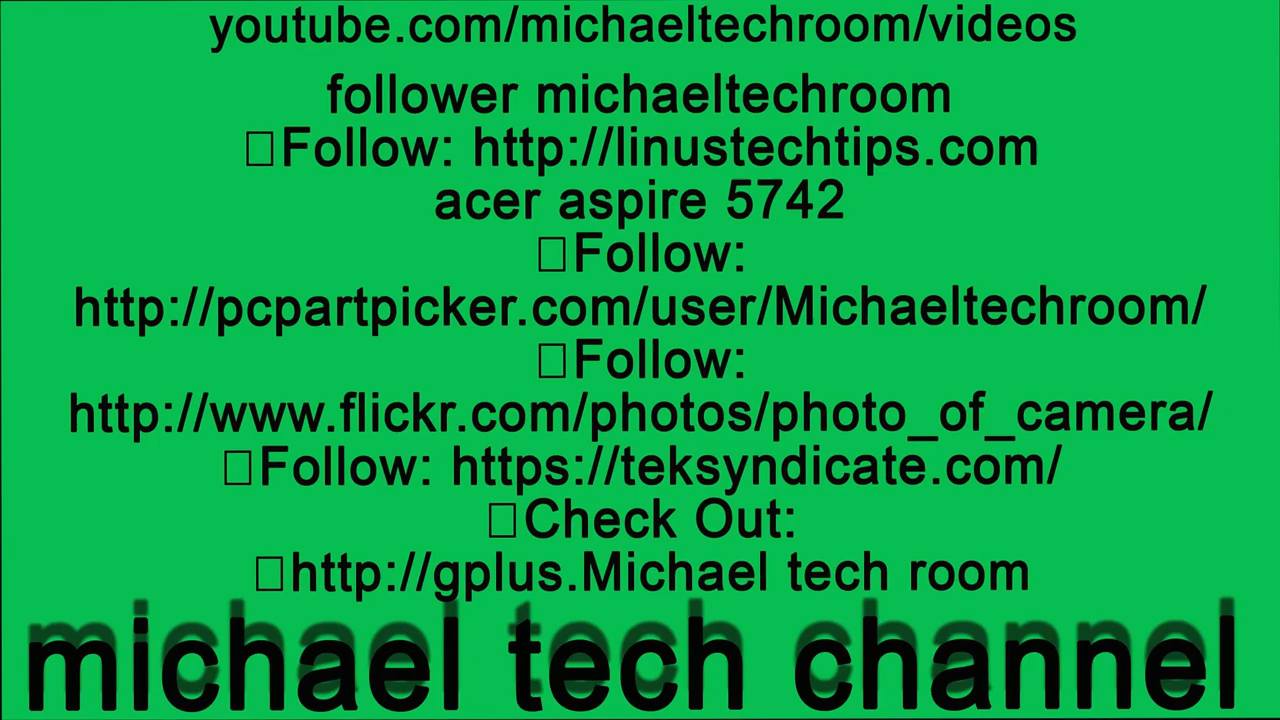 youtube.com/michaeltechroom/videos
follower michaeltechroom
□Follow: http://linustechtips.com
acer aspire 5742
□Follow:
http://pcpartpicker.com/user/Michaeltechroom/
□Follow:
http://www.flickr.com/photos/photo_of_camera/
□Follow: https://teksyndicate.com/
□Check Out:
□http://gplus.Michael tech room
michael tech channel